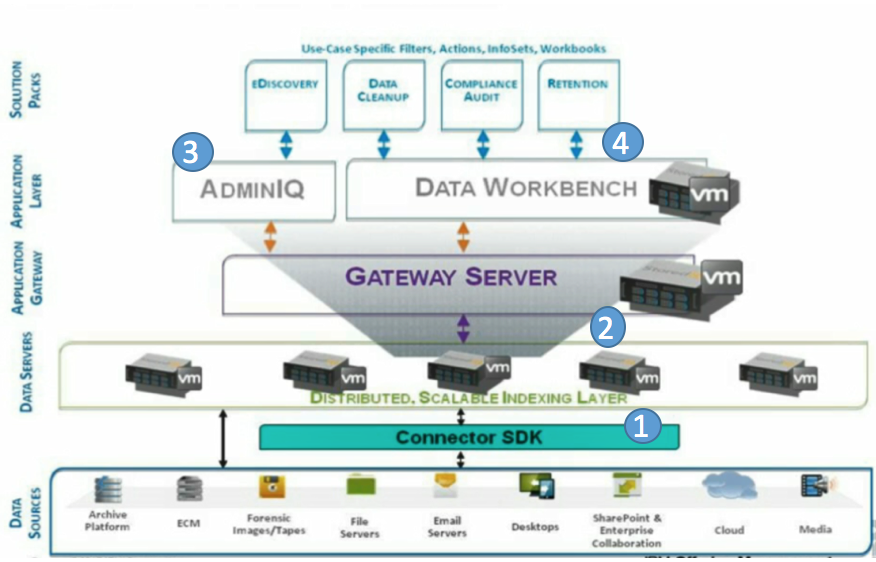 Use-Case Specific Filters, Actions, InfoSets, Workbooks
SOLUTION
PACKS
EDISCOVERY
DATA
CLEANUP
COMPLIANCE
AUDIT
RETENTION
3
4
APPLICATION
LAYER
ADMINIQ
DATA WORKBENCH
vm
APPLICATION
GATEWAY
GATEWAY SERVER
Stored
vm
2
DATA SERVERS
vm
vm
vm
vm
vm
DISTRIBUTED, SCALABLE INDEXING LAYER
1
Connector SDK
DATA
SOURCES
Archive
Platform
ECM
Forensic
Images/Tapes
File
Servers
Email
Servers
Desktops
SharePoint &
Enterprise
Collaboration
Cloud
Media